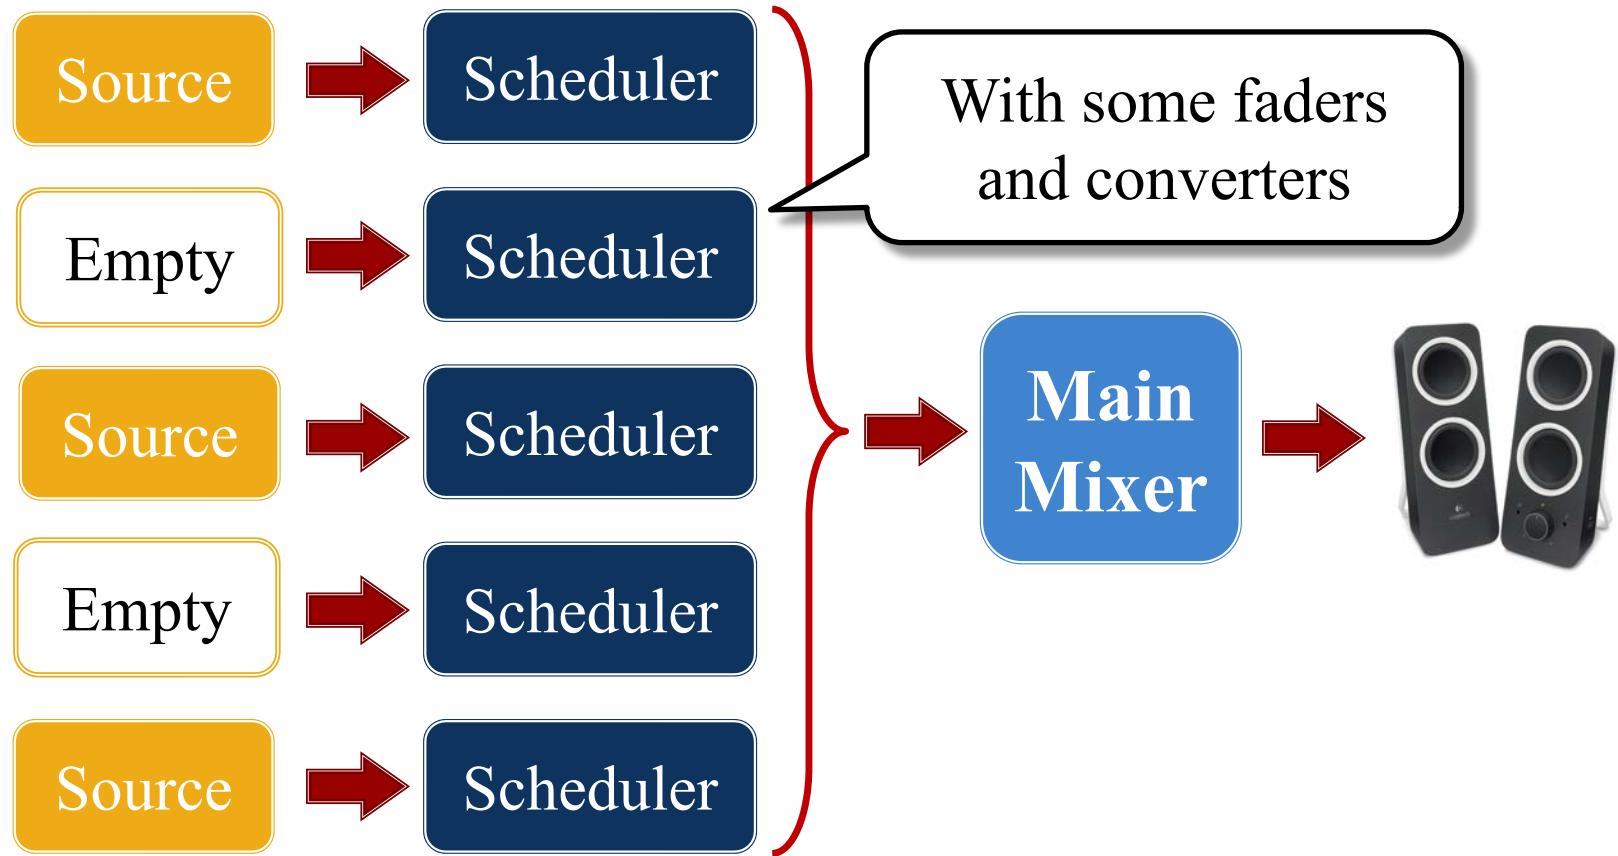 Source
Scheduler
With some faders
and converters
Empty
Scheduler
Source
Scheduler
Main
Mixer
Empty
Scheduler
Source
Scheduler